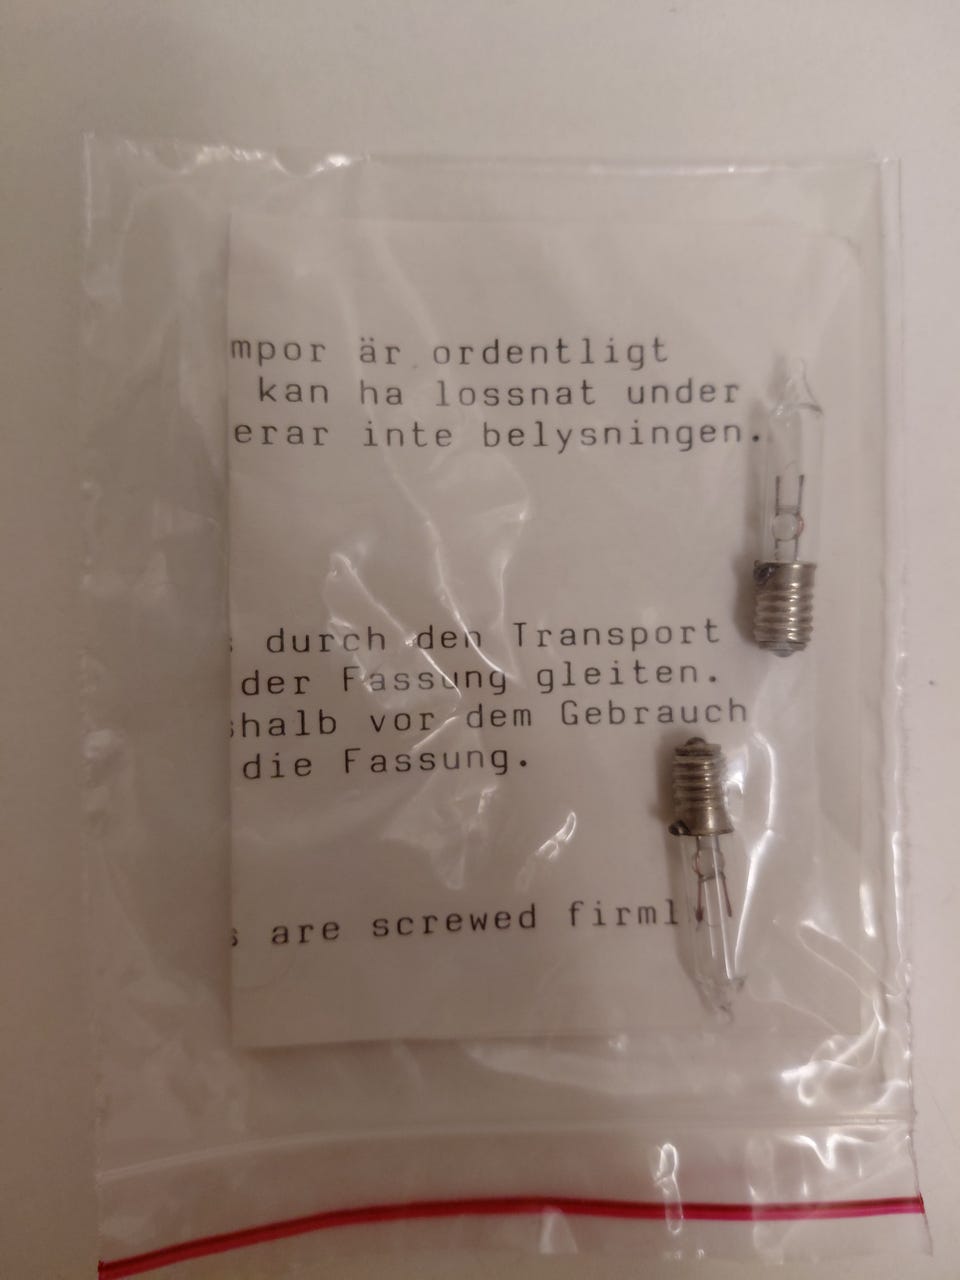 mpor är ordentligt
kan ha lossnat under
erar inte belysningen.
durch den Transport
der Fassung gleiten.
shalb vor dem Gebrauch
die Fassung.
s are screwed firml